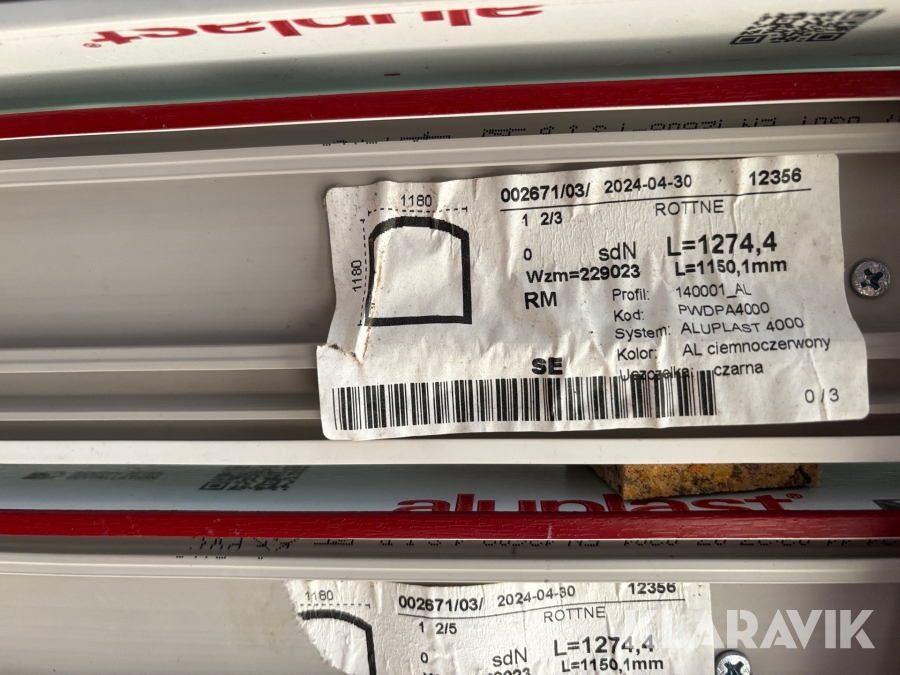 aluplast®
1180
1180
002671/03/ 2024-04-30 12356
1 2/3 ROTTNE
0 sdN L=1274,4
Wzm=229023 L=1150,1mm
RM Profil: 140001_AL
Kod: PWDPA4000
System: ALUPLAST 4000
Kolor: AL ciemnoczerwony
SE Uszczelka: czarna
0 / 3
aluplast®
1180
002671/03/ 2024-04-30 12356
1 2/5 ROTTNE
0 sdN L=1274,4
L=1150,1mm
KLARAVIK